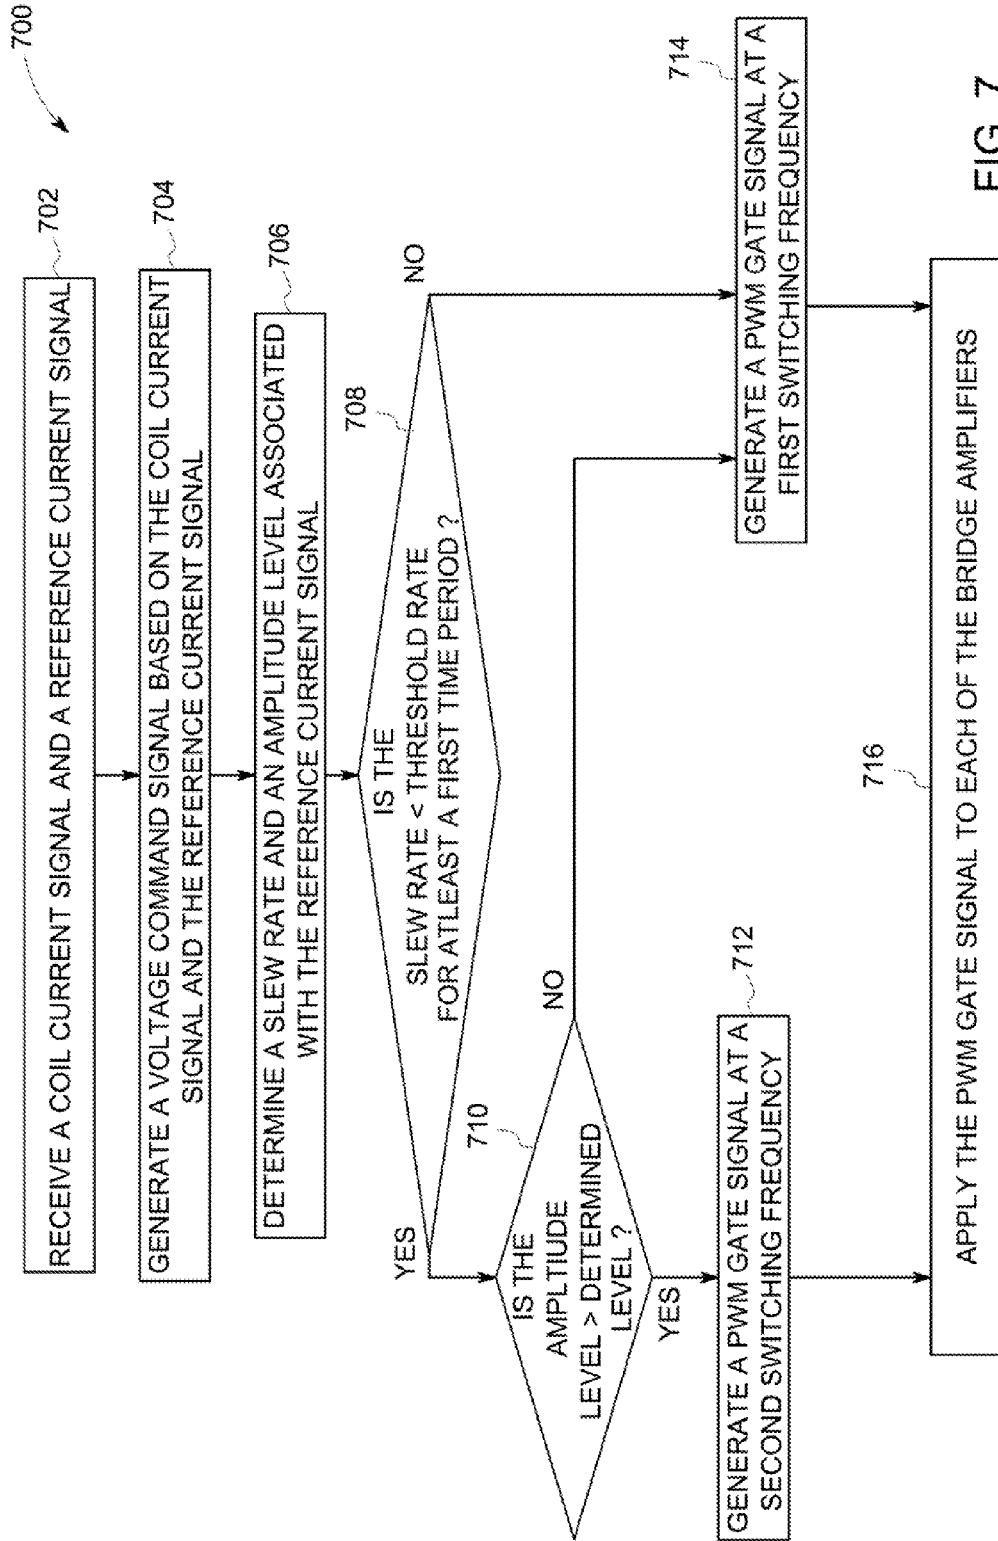 700
702
RECEIVE A COIL CURRENT SIGNAL AND A REFERENCE CURRENT SIGNAL
704
GENERATE A VOLTAGE COMMAND SIGNAL BASED ON THE COIL CURRENT
SIGNAL AND THE REFERENCE CURRENT SIGNAL
706
DETERMINE A SLEW RATE AND AN AMPLITUDE LEVEL ASSOCIATED
WITH THE REFERENCE CURRENT SIGNAL
708
IS THE
SLEW RATE < THRESHOLD RATE
FOR ATLEAST A FIRST TIME PERIOD ?
YES
NO
710
IS THE
AMPLTIUDE
LEVEL > DETERMINED
LEVEL ?
NO
YES
712
GENERATE A PWM GATE SIGNAL AT A
SECOND SWITCHING FREQUENCY
714
GENERATE A PWM GATE SIGNAL AT A
FIRST SWITCHING FREQUENCY
716
APPLY THE PWM GATE SIGNAL TO EACH OF THE BRIDGE AMPLIFIERS
FIG. 7